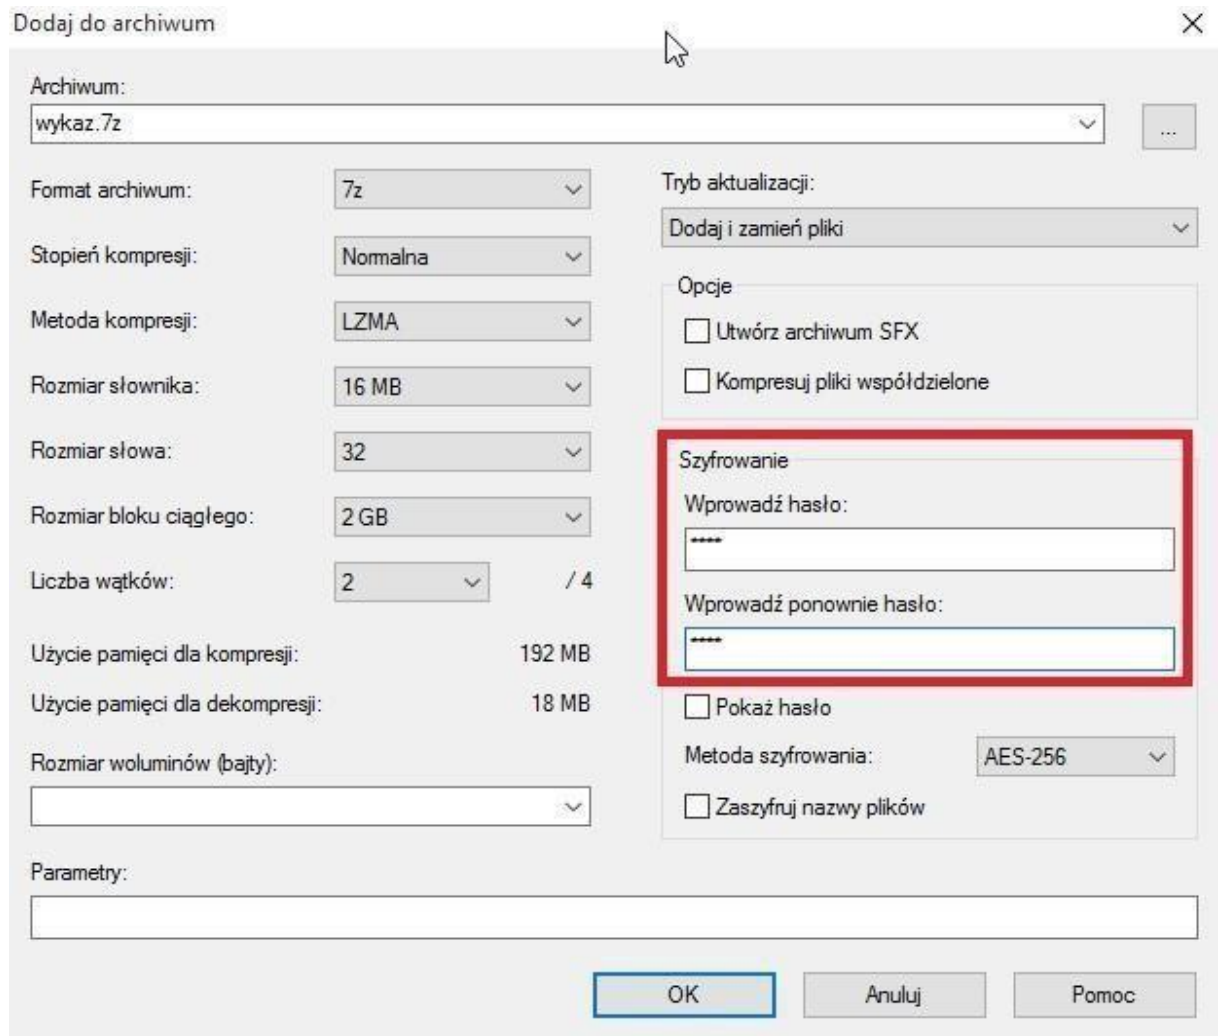 Dodaj do archiwum
Archiwum:
wykaz.7z
...
Format archiwum:
7z
Stopień kompresji:
Normalna
Metoda kompresji:
LZMA
Rozmiar słownika:
16 MB
Rozmiar słowa:
32
Rozmiar bloku ciągłego:
2 GB
Liczba wątków:
2
/ 4
Użycie pamięci dla kompresji:
192 MB
Użycie pamięci dla dekompresji:
18 MB
Rozmiar woluminów (bajty):
Tryb aktualizacji:
Dodaj i zamień pliki
Opcje
Utwórz archiwum SFX
Kompresuj pliki współdzielone
Szyfrowanie
Wprowadź hasło:
****
Wprowadź ponownie hasło:
****
Pokaż hasło
Metoda szyfrowania:
AES-256
Zaszyfruj nazwy plików
Parametry:
OK
Anuluj
Pomoc